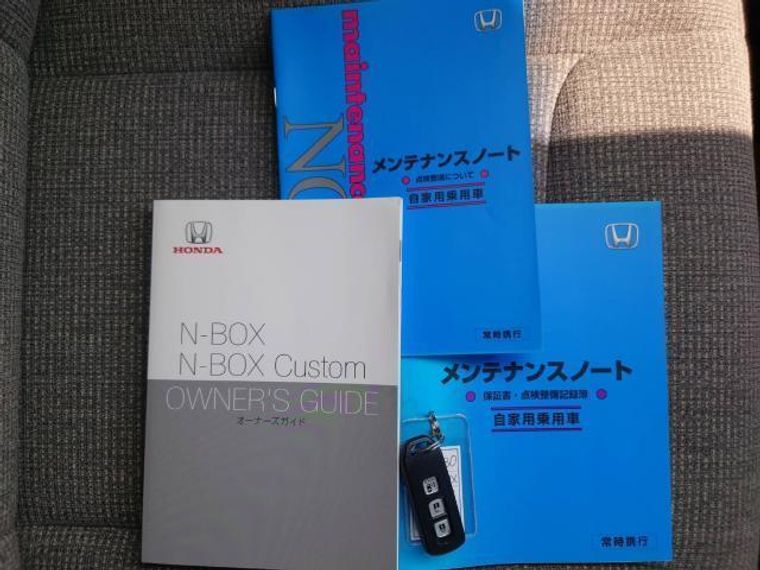 maintenance
NO
メンテナンスノート
点検整備について
自家用乗用車
常時携行
HONDA
N-BOX
N-BOX Custom
OWNER'S GUIDE
オーナーズガイド
メンテナンスノート
保証書・点検整備記録簿
自家用乗用車
常時携行